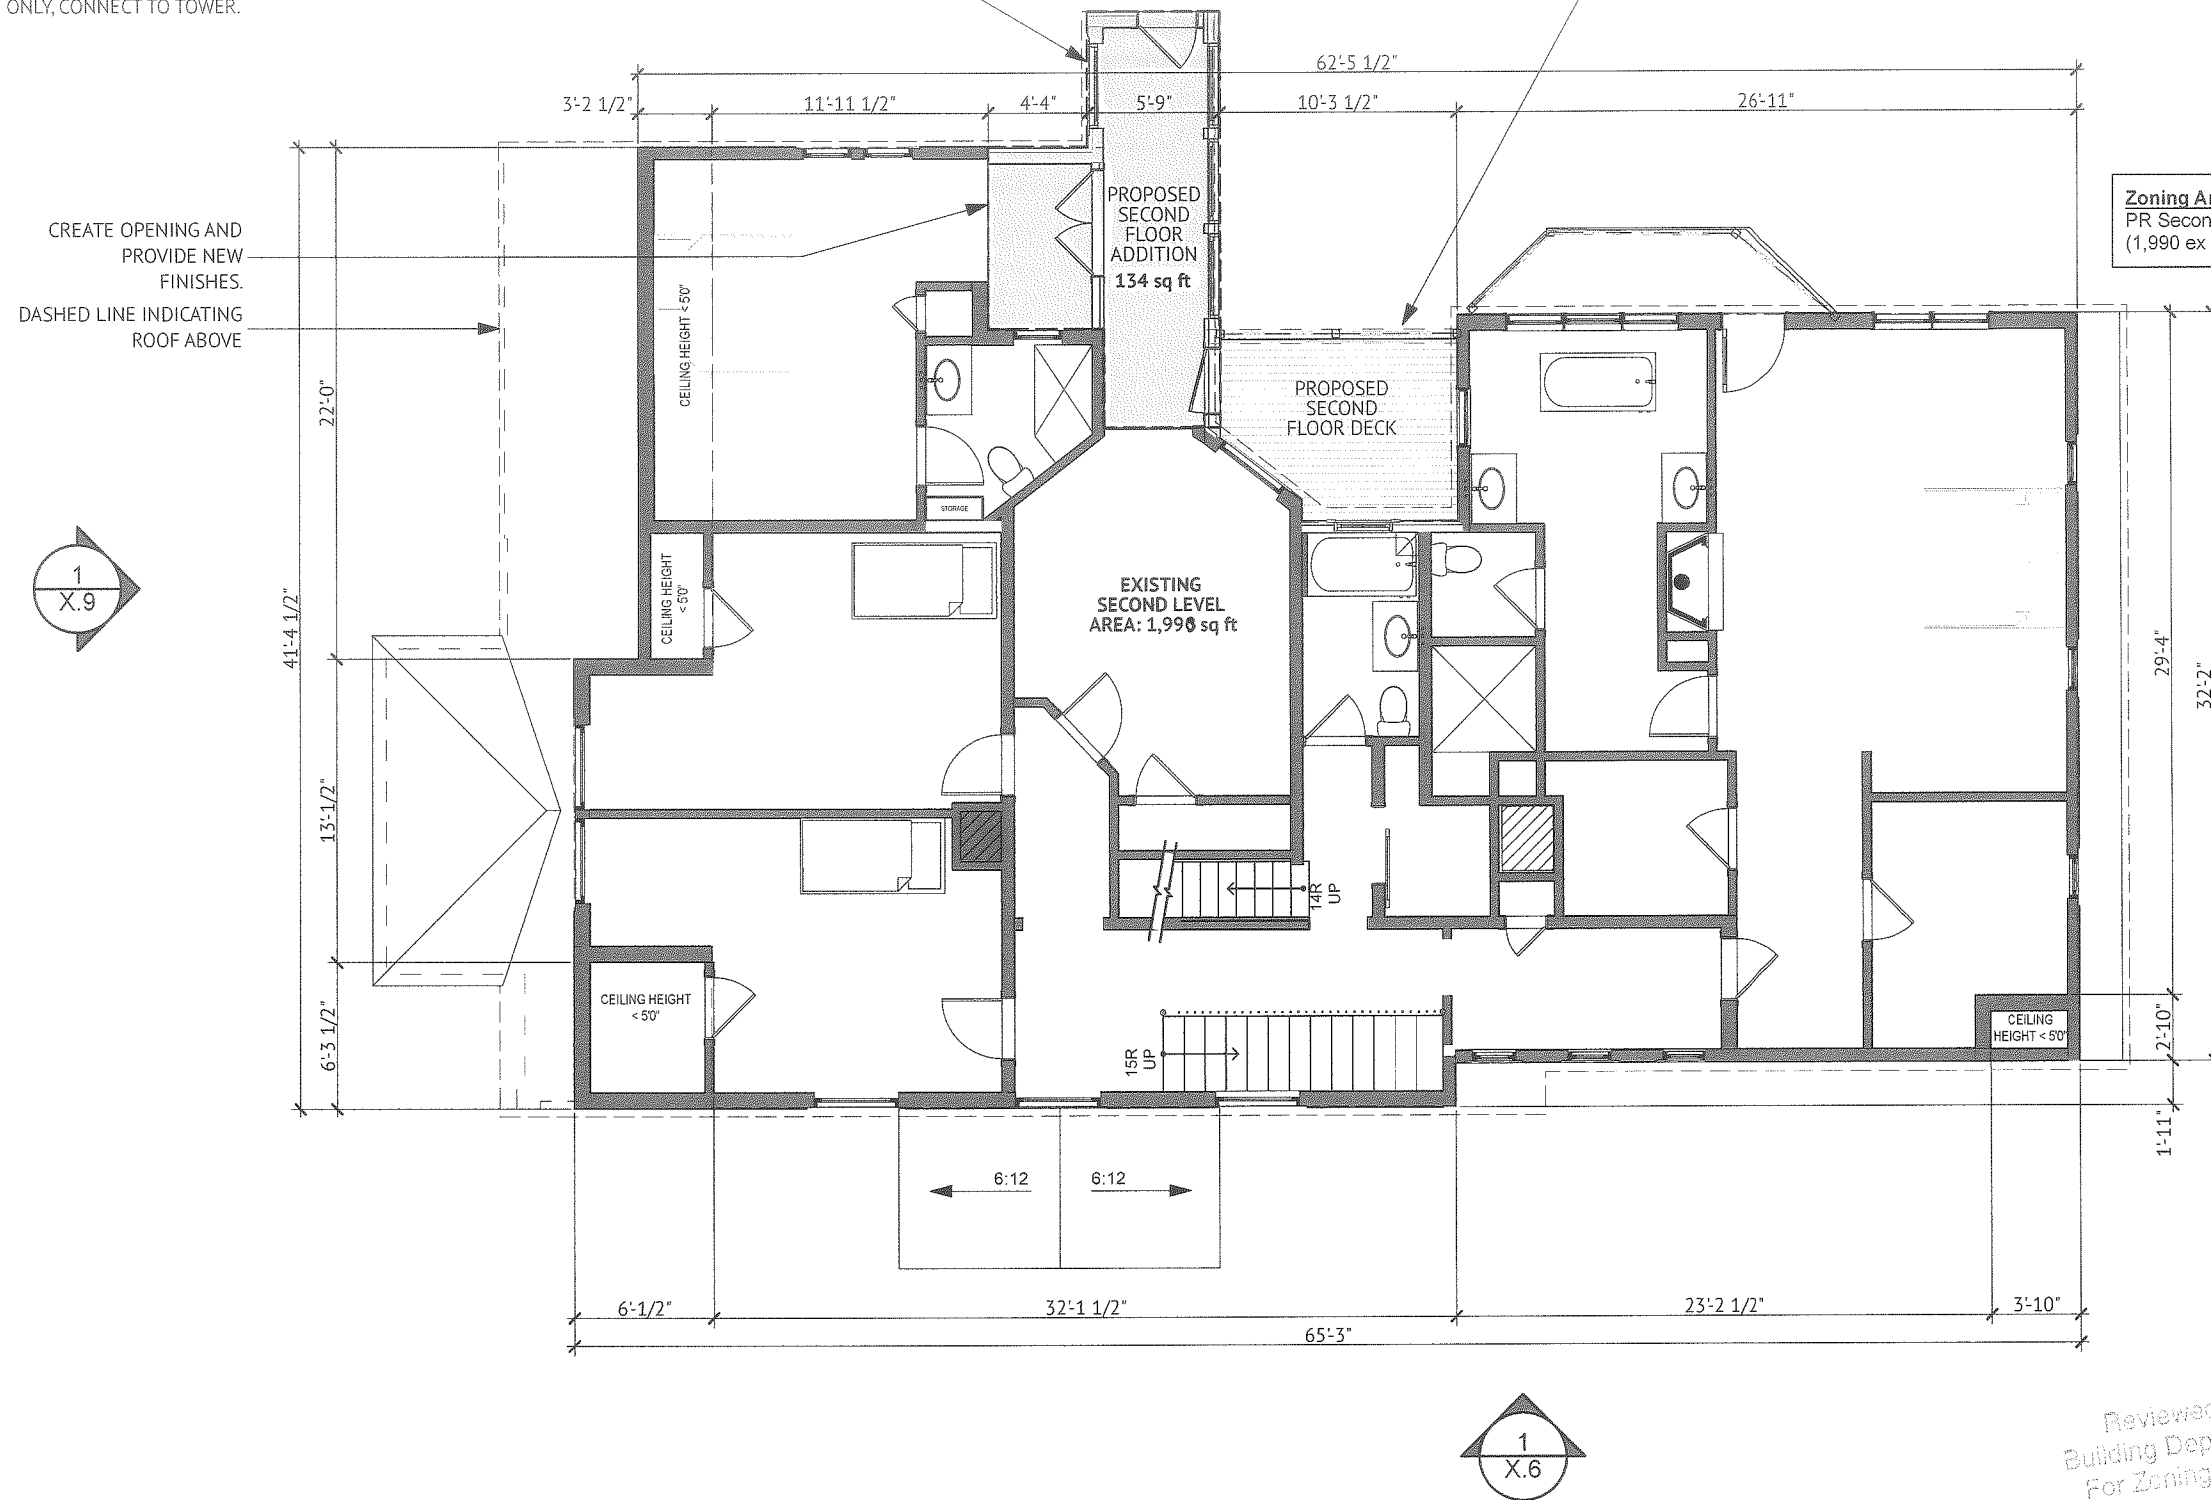 ONLY, CONNECT TO TOWER.
62'-5 1/2"
3'-2 1/2"
11'-11 1/2"
4'-4"
5'-9"
10'-3 1/2"
26'-11"
CREATE OPENING AND
PROVIDE NEW
FINISHES.
DASHED LINE INDICATING
ROOF ABOVE
PROPOSED
SECOND
FLOOR
ADDITION
134 sq ft
Zoning
PR
(1,990 ex
CEILING HEIGHT < 5'0"
22'-0"
PROPOSED
SECOND
FLOOR DECK
STORAGE
CEILING HEIGHT
< 5'0"
1
X.9
41'-4 1/2"
EXISTING
SECOND LEVEL
AREA: 1,990 sq ft
29'-4"
32'-2"
13'-1/2"
14R
UP
CEILING HEIGHT
< 5'0"
6'-3 1/2"
15R
UP
CEILING
HEIGHT < 5'0"
2'-10"
1'-11"
6:12
6:12
6'-1/2"
32'-1 1/2"
23'-2 1/2"
3'-10"
65'-3"
1
X.6
Building
For Zoning